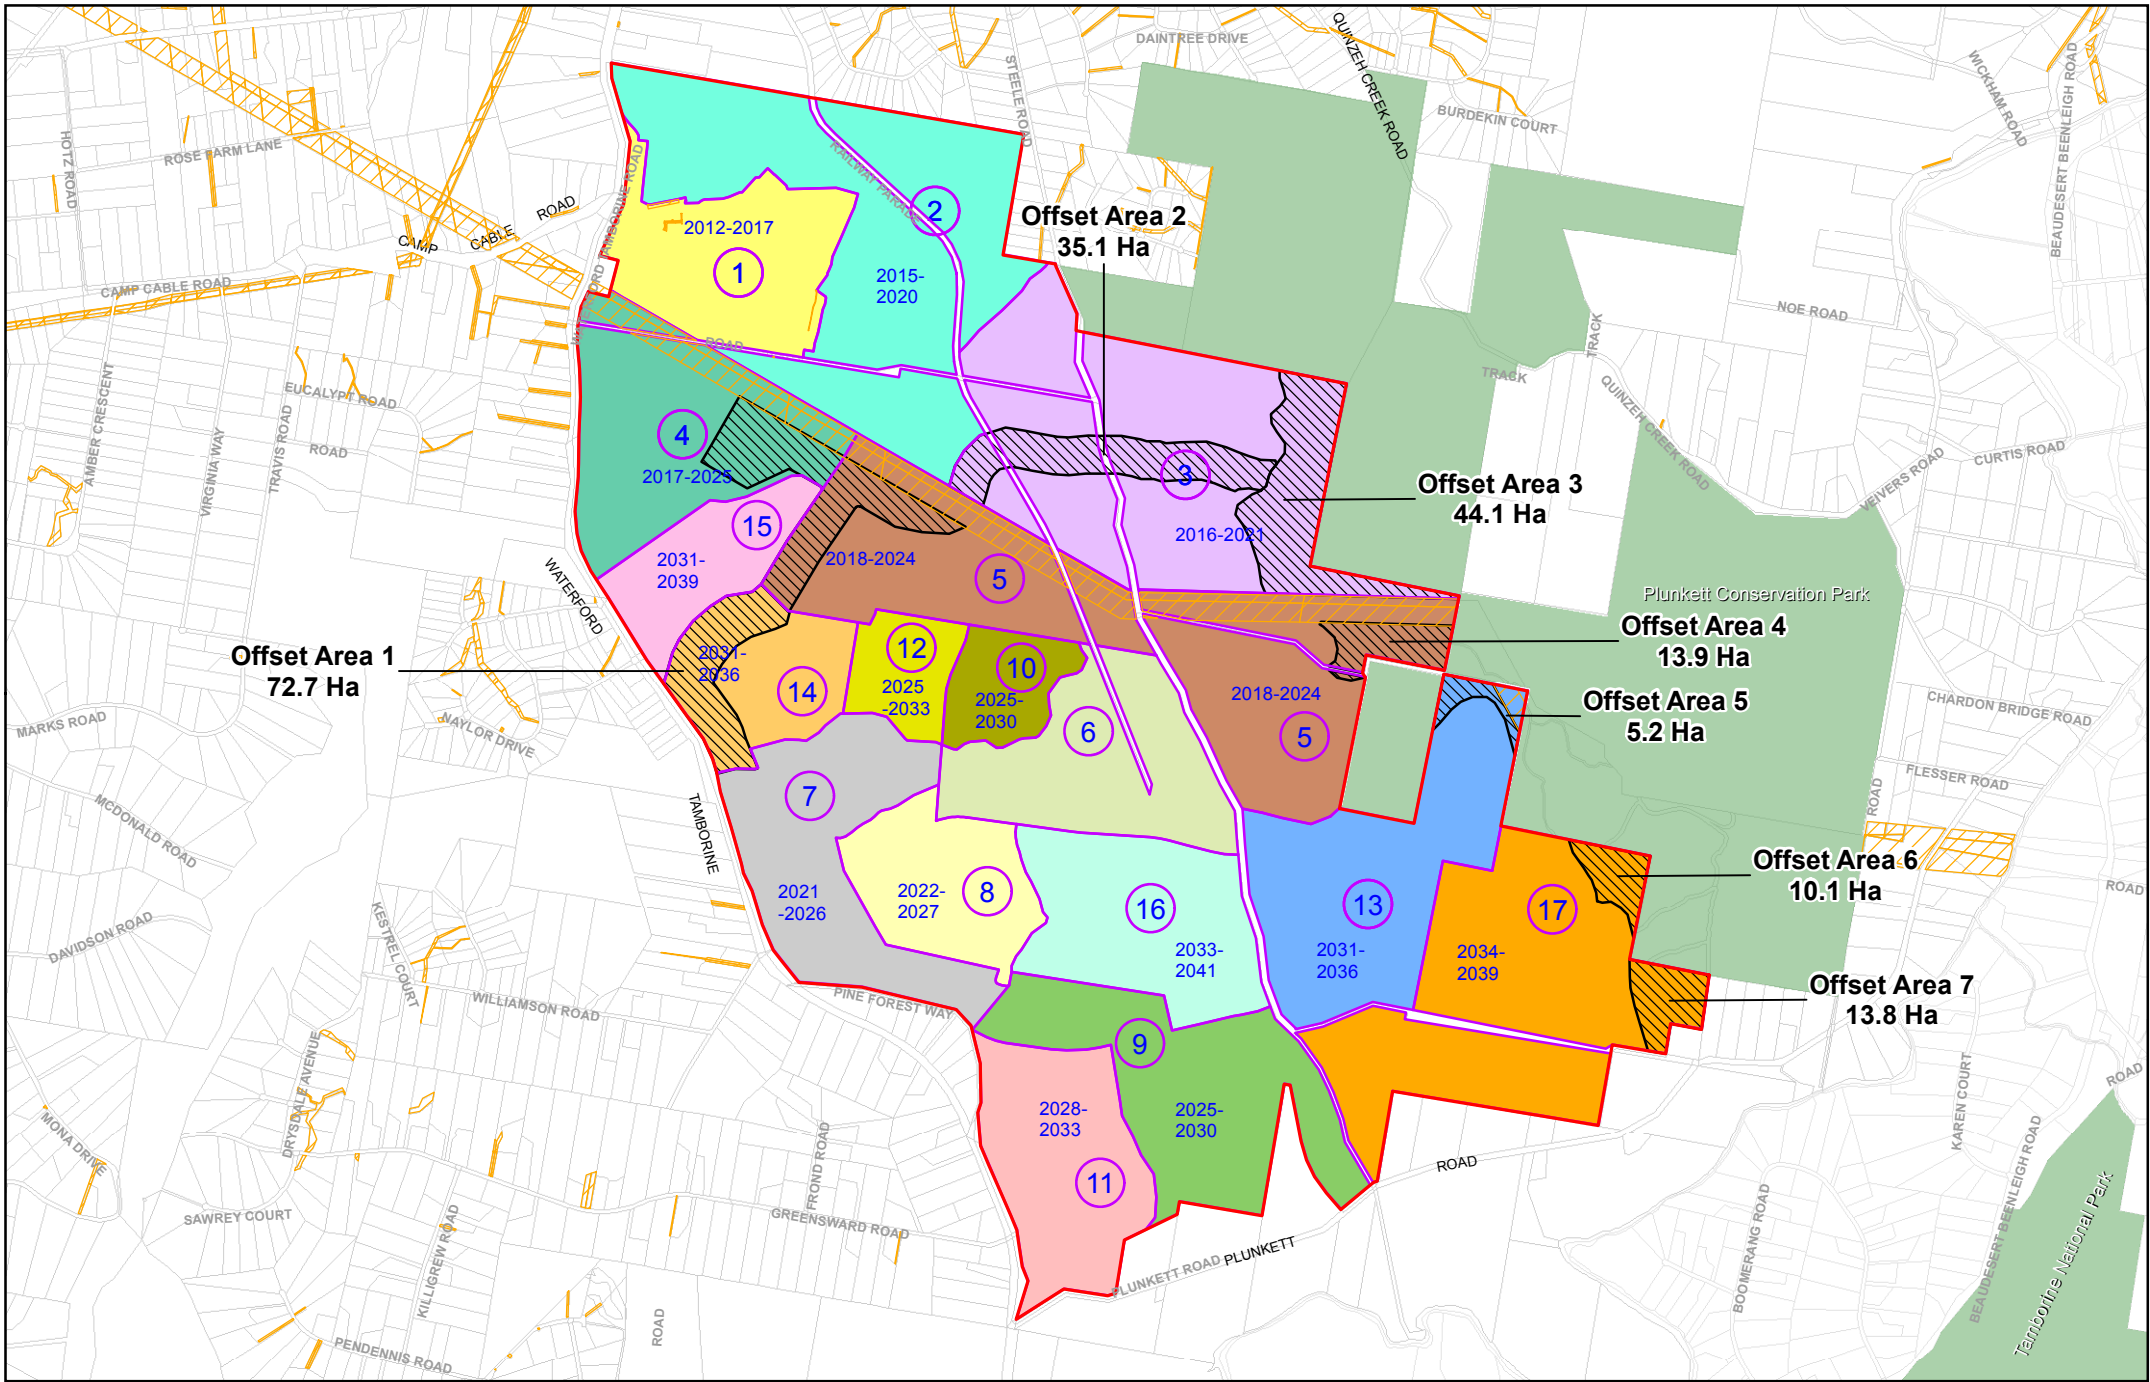 DAINTREE DRIVE
QUINZEH CREEK ROAD
STEELE ROAD
BURDEKIN COURT
WICKHAM ROAD
BEAUDESERT BEENLEIGH ROAD
HOTZ ROAD
ROSE FARM LANE
CAMP CABLE ROAD
CAMP CABLE ROAD
WATERFORD TAMBORINE ROAD
RAILWAY PARADE
ROAD
2
2012-2017
1
2015-
2020
Offset Area 2
35.1 Ha
NOE ROAD
TRACK
TRACK
QUINZEH CREEK ROAD
AMBER CRESCENT
EUCALYPT ROAD
VIRGINIA WAY
TRAVIS ROAD
ROAD
4
2017-2025
3
2016-2021
Offset Area 3
44.1 Ha
VEIVERS ROAD
CURTIS ROAD
15
2031-
2039
2018-2024
5
WATERFORD
Plunkett Conservation Park
Offset Area 4
13.9 Ha
Offset Area 1
72.7 Ha
2031-
2036
14
12
2025
-2033
10
2025-
2030
6
2018-2024
5
Offset Area 5
5.2 Ha
CHARDON BRIDGE ROAD
MARKS ROAD
NAYLOR DRIVE
FLESSER ROAD
ROAD
MCDONALD ROAD
TAMBORINE
7
2021
-2026
2022-
2027
8
16
2033-
2041
13
2031-
2036
17
2034-
2039
Offset Area 6
10.1 Ha
ROAD
Offset Area 7
13.8 Ha
DAVIDSON ROAD
KESTREL COURT
WILLIAMSON ROAD
PINE FOREST WAY
9
2025-
2030
2028-
2033
11
DRYSDALE AVENUE
MONA DRIVE
SAWREY COURT
KILLIGREW ROAD
FROND ROAD
GREENSWARD ROAD
ROAD
PENDENNIS ROAD
PLUNKETT ROAD
PLUNKETT
ROAD
KAREN COURT
ROAD
BOOMERANG ROAD
BEAUDESERT BEENLEIGH ROAD
Tamborine National Park